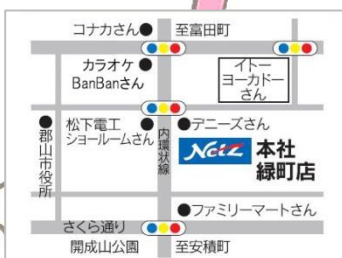 コナカさん●
至富田町
カラオケ●
BanBanさん
イトー
ヨーカドー
さん
松下電工●
ショールームさん
内環状線
●デニーズさん
●郡山市役所
Netz 本社
緑町店
●ファミリーマートさん
さくら通り
開成山公園
至安積町